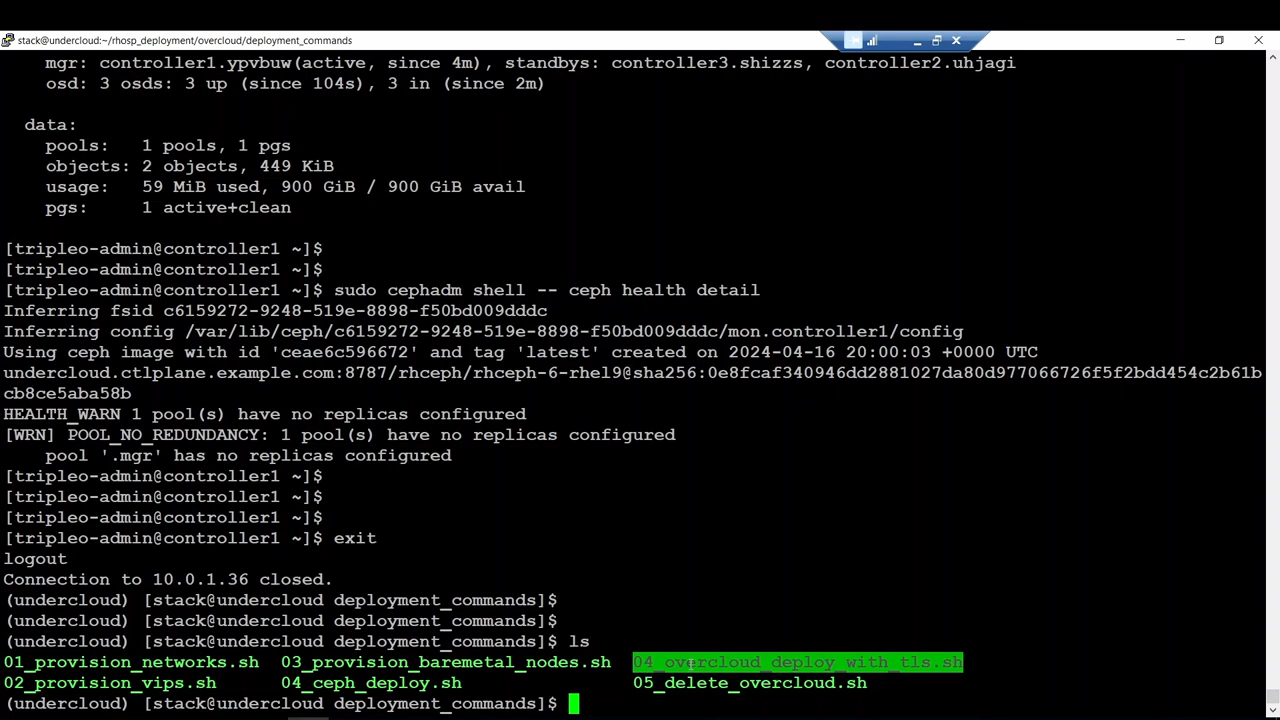 stack@undercloud:~/rhosp_deployment/overcloud/deployment_commands
mgr: controller1.ypvbuw(active, since 4m), standbys: controller3.shizzs, controller2.uhjagi
osd: 3 osds: 3 up (since 104s), 3 in (since 2m)
data:
pools:   1 pools, 1 pgs
objects: 2 objects, 449 KiB
usage:   59 MiB used, 900 GiB / 900 GiB avail
pgs:     1 active+clean
[tripleo-admin@controller1 ~]$
[tripleo-admin@controller1 ~]$
[tripleo-admin@controller1 ~]$ sudo cephadm shell -- ceph health detail
Inferring fsid c6159272-9248-519e-8898-f50bd009dddc
Inferring config /var/lib/ceph/c6159272-9248-519e-8898-f50bd009dddc/mon.controller1/config
Using ceph image with id 'ceae6c596672' and tag 'latest' created on 2024-04-16 20:00:03 +0000 UTC
undercloud.ctlplane.example.com:8787/rhceph/rhceph-6-rhel9@sha256:0e8fcaf340946dd2881027da80d977066726f5f2bdd454c2b61b
cb8ce5aba58b
HEALTH_WARN 1 pool(s) have no replicas configured
[WRN] POOL_NO_REDUNDANCY: 1 pool(s) have no replicas configured
pool '.mgr' has no replicas configured
[tripleo-admin@controller1 ~]$
[tripleo-admin@controller1 ~]$
[tripleo-admin@controller1 ~]$
[tripleo-admin@controller1 ~]$ exit
logout
Connection to 10.0.1.36 closed.
(undercloud) [stack@undercloud deployment_commands]$
(undercloud) [stack@undercloud deployment_commands]$
(undercloud) [stack@undercloud deployment_commands]$ ls
01_provision_networks.sh  03_provision_baremetal_nodes.sh  04_overcloud_deploy_with_tls.sh
02_provision_vips.sh      04_ceph_deploy.sh                05_delete_overcloud.sh
(undercloud) [stack@undercloud deployment_commands]$